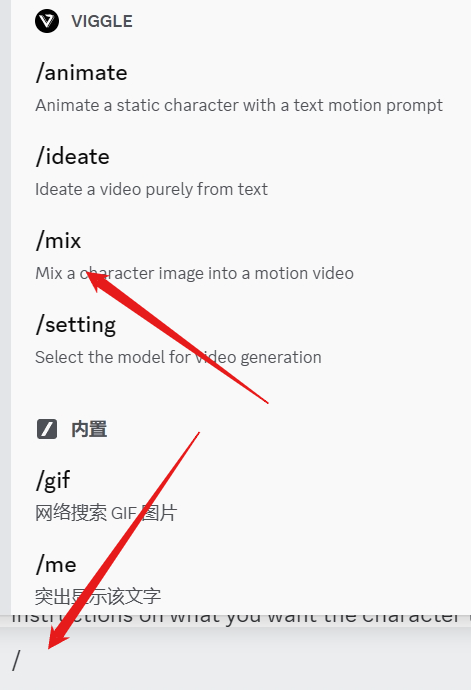 VIGGLE
/animate
Animate a static character with a text motion prompt
/ideate
Ideate a video purely from text
/mix
Mix a character image into a motion video
/setting
Select the model for video generation
内置
/gif
网络搜索 GIF 图片
/me
突出显示该文字
instructions on what you want the character
/